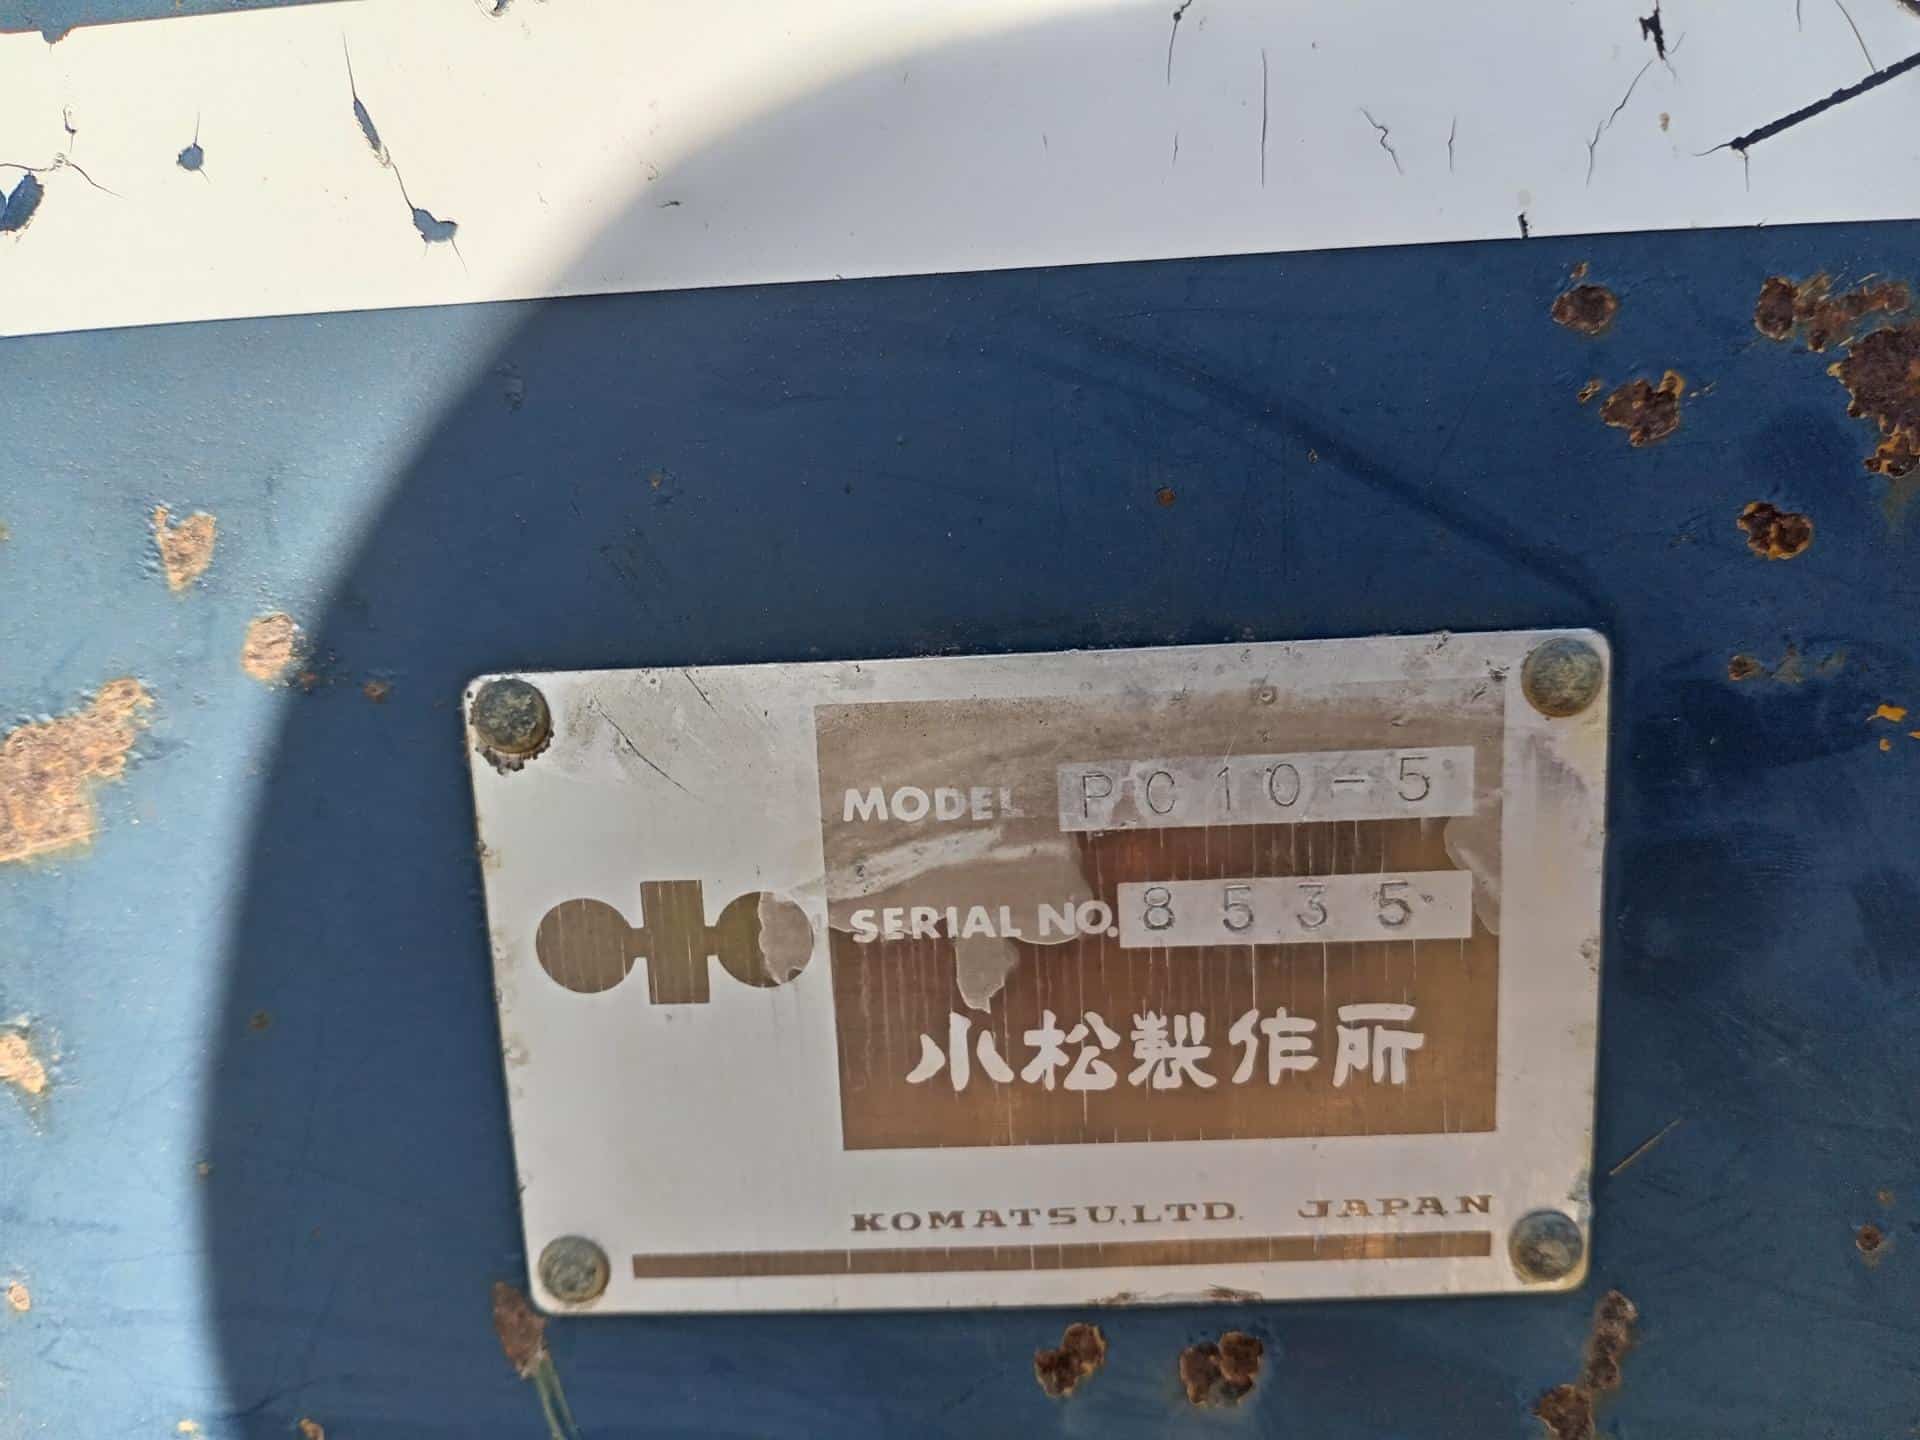 MODEL PC10-5
SERIAL NO. 8535
小松製作所
KOMATSU, LTD. JAPAN